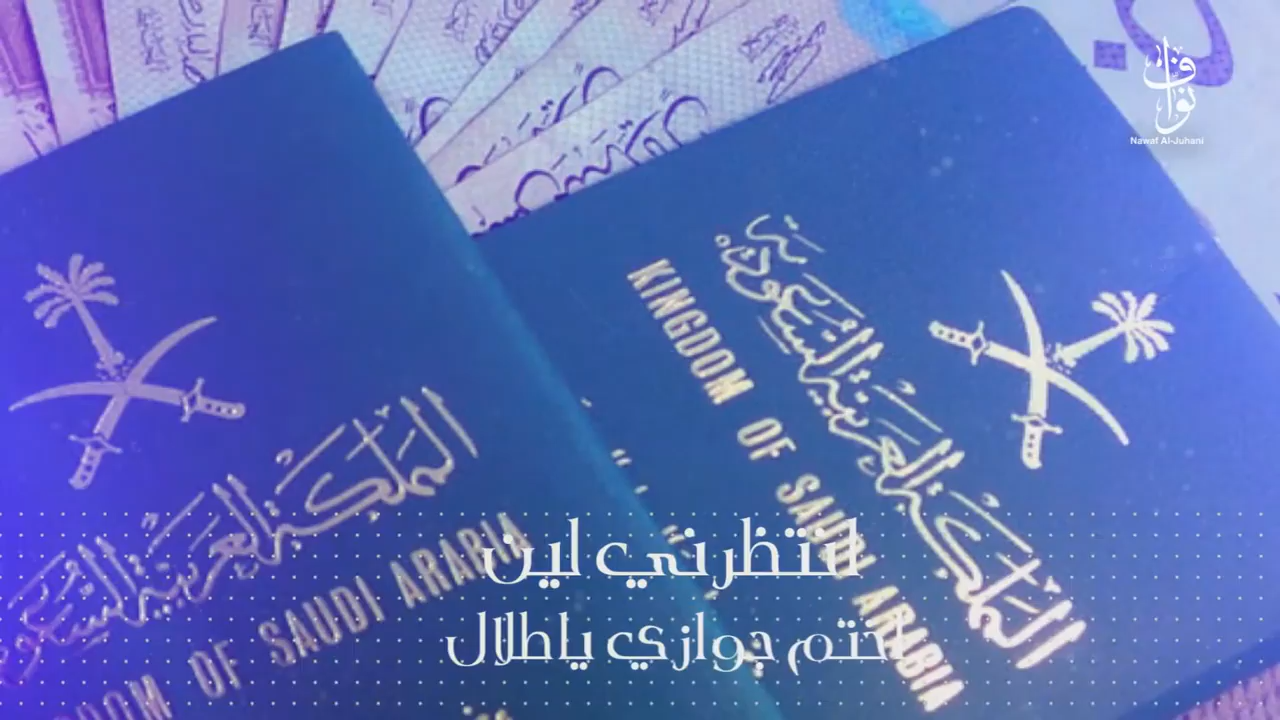 نواف
Nawaf Al-Juhani
المملكة العربية السعودية
KINGDOM OF SAUDI ARABIA
المملكة العربية السعودية
KINGDOM OF SAUDI ARABIA
انتظرني لين
اختم جوازي ياطلال